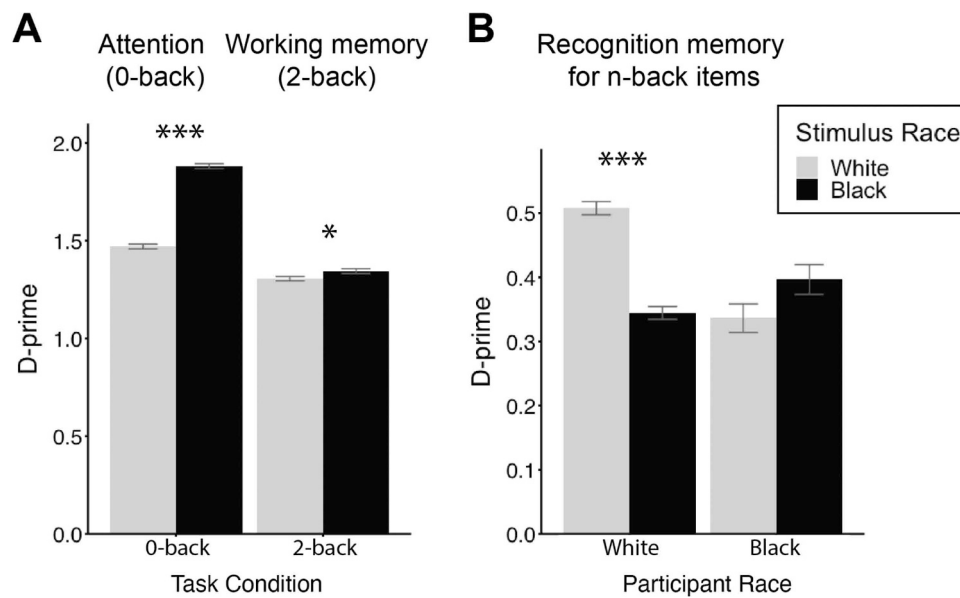 A
Attention
(0-back)
Working memory
(2-back)
***
*
2.0
1.5
1.0
0.5
0.0
D-prime
0-back
2-back
Task Condition
B
Recognition memory
for n-back items
Stimulus Race
White
Black
***
0.5
0.4
0.3
0.2
0.1
0.0
D-prime
White
Black
Participant Race